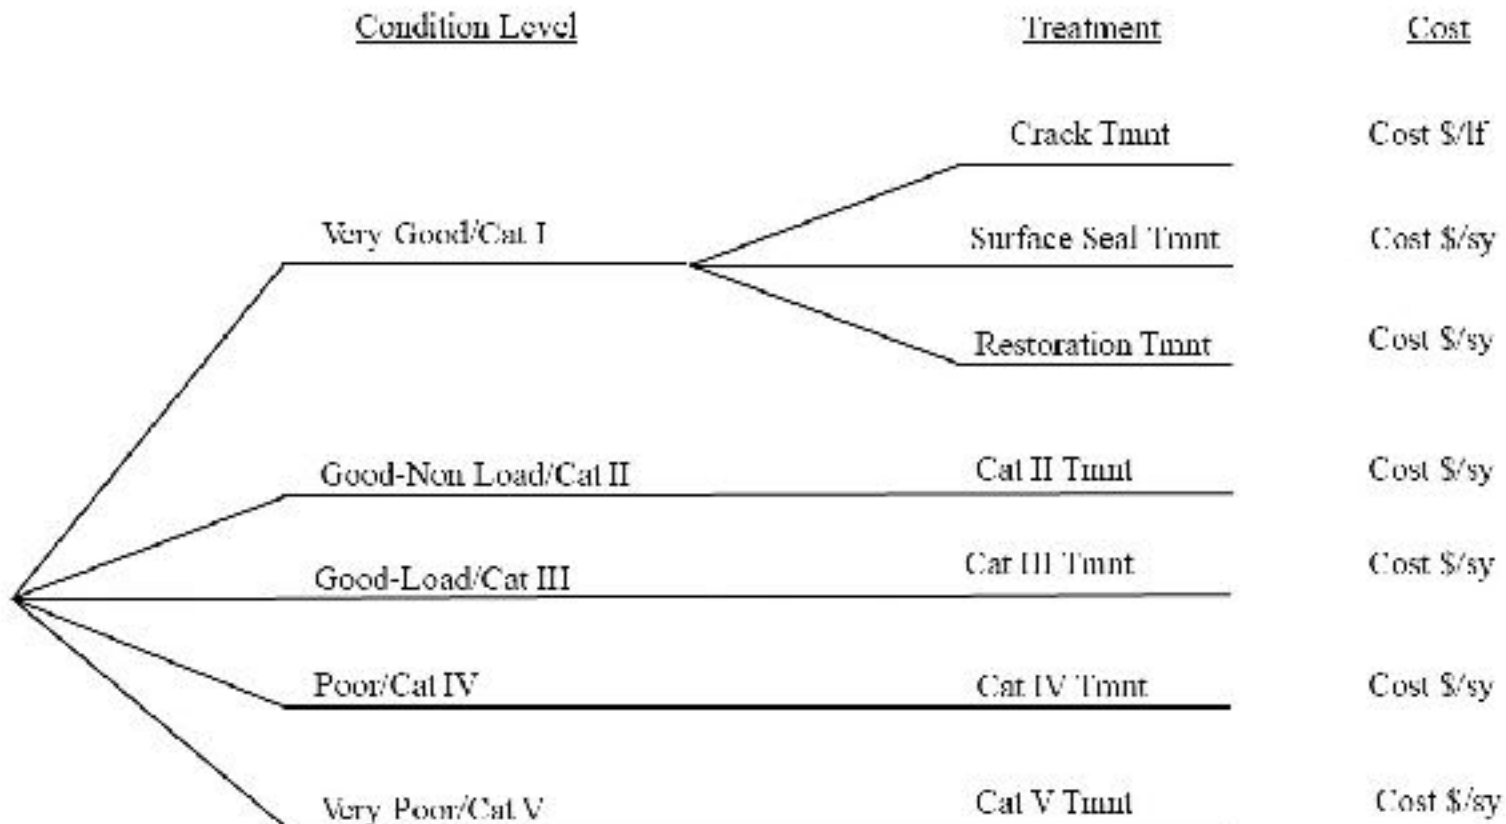 Condition Level Treatment Cost
Crack Tmnt Cost $/lf
Very Good/Cat I Surface Seal Tmnt Cost $/sy
Restoration Tmnt Cost $/sy
Good-Non Load/Cat II Cat II Tmnt Cost $/sy
Good-Load/Cat III Cat III Tmnt Cost $/sy
Poor/Cat IV Cat IV Tmnt Cost $/sy
Very Poor/Cat V Cat V Tmnt Cost $/sy